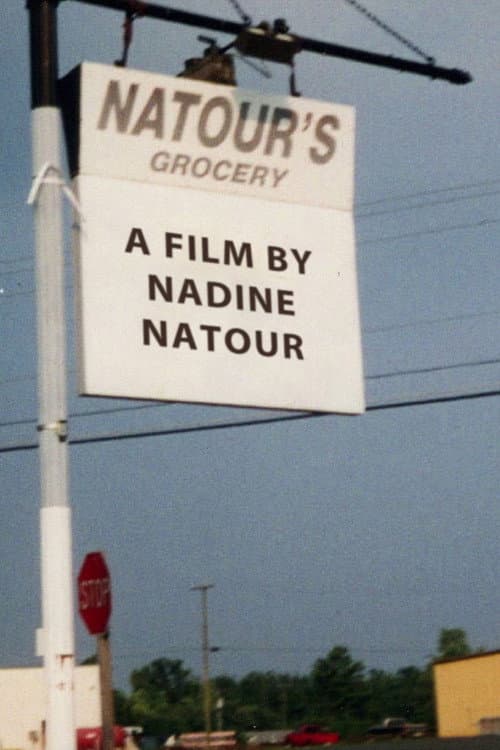 NATOUR'S
GROCERY
A FILM BY
NADINE
NATOUR
STOP